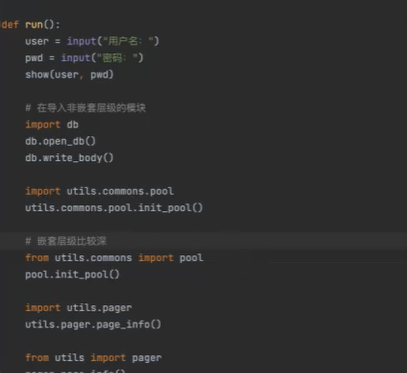 def run():
user = input("用户名：")
pwd = input("密码：")
show(user, pwd)
# 在导入非嵌套层级的模块
import db
db.open_db()
db.write_body()
import utils.commons.pool
utils.commons.pool.init_pool()
# 嵌套层级比较深
from utils.commons import pool
pool.init_pool()
import utils.pager
utils.pager.page_info()
from utils import pager
pager.page_info()